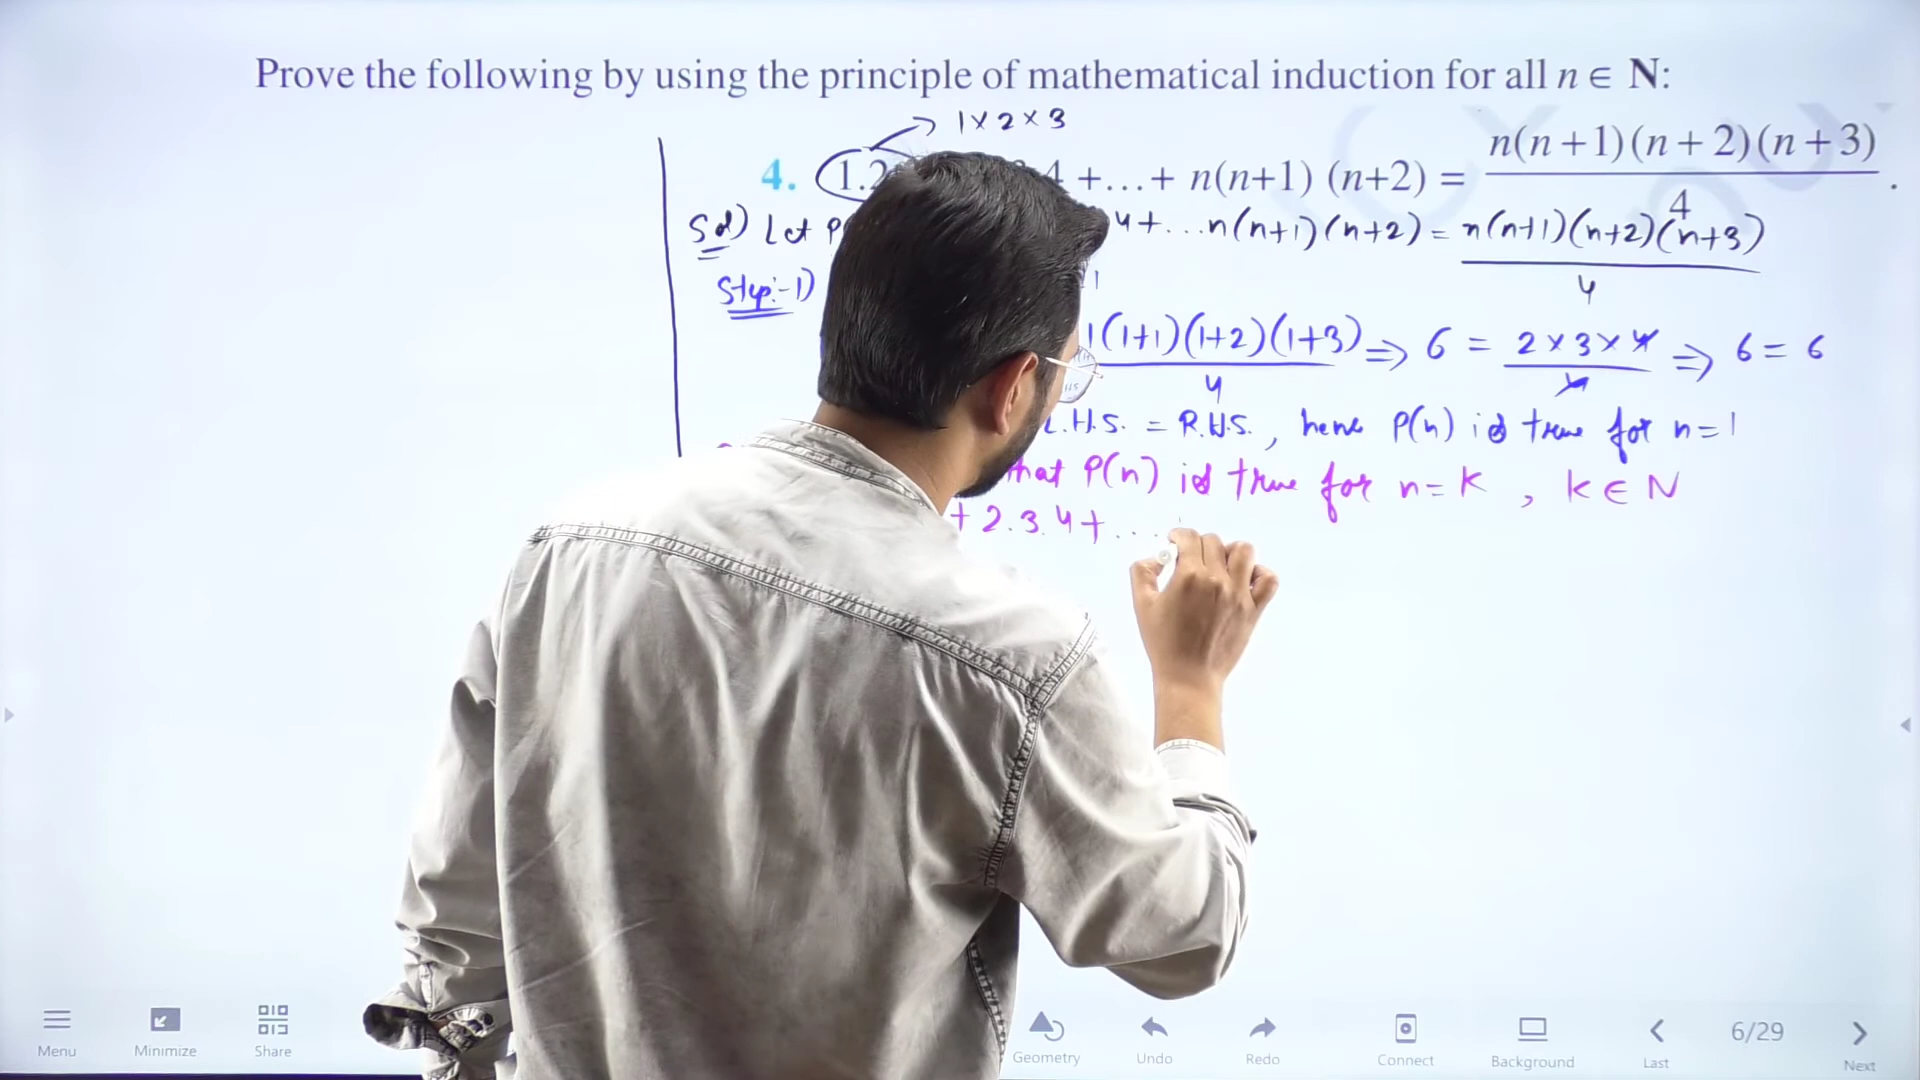 Prove the following by using the principle of mathematical induction for all n ∈ N:
1×2×3
4. 1.2 4 +...+ n(n+1) (n+2) = n(n+1)(n+2)(n+3)/4 .
Sol) Let P 4+...n(n+1)(n+2) = n(n+1)(n+2)(n+3)/4
Step:-1) 1
1(1+1)(1+2)(1+3)/4 => 6 = 2×3×4/4 => 6 = 6
L.H.S. = R.H.S., hence P(n) is true for n=1
that P(n) is true for n=K , K∈N
+ 2.3.4+...
Menu
Minimize
Share
Geometry
Undo
Redo
Connect
Background
Last
6/29
Next